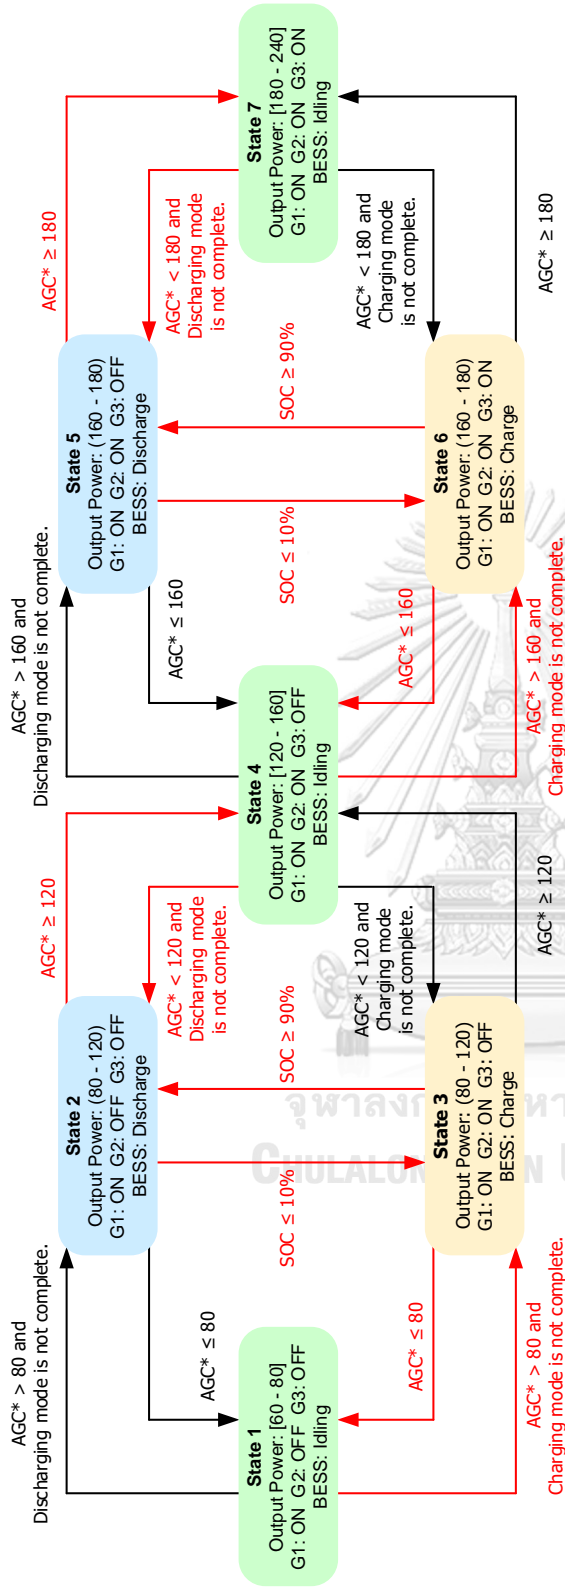 AGC* > 80 and
Discharging mode is not complete.
AGC* ≥ 120
AGC* > 160 and
Discharging mode is not complete.
AGC* ≥ 180
State 2
Output Power: (80 - 120)
G1: ON G2: OFF G3: OFF
BESS: Discharge
State 5
Output Power: (160 - 180)
G1: ON G2: ON G3: OFF
BESS: Discharge
AGC* ≤ 80
AGC* < 120 and
Discharging mode
is not complete.
AGC* ≤ 160
AGC* < 180 and
Discharging mode
is not complete.
State 1
Output Power: [60 - 80]
G1: ON G2: OFF G3: OFF
BESS: Idling
SOC ≤ 10%
SOC ≥ 90%
State 4
Output Power: [120 - 160]
G1: ON G2: ON G3: OFF
BESS: Idling
SOC ≤ 10%
SOC ≥ 90%
State 7
Output Power: [180 - 240]
G1: ON G2: ON G3: ON
BESS: Idling
AGC* ≤ 80
AGC* < 120 and
Charging mode
is not complete.
AGC* ≤ 160
AGC* < 180 and
Charging mode
is not complete.
State 3
Output Power: (80 - 120)
G1: ON G2: ON G3: OFF
BESS: Charge
State 6
Output Power: (160 - 180)
G1: ON G2: ON G3: ON
BESS: Charge
AGC* > 80 and
Charging mode is not complete.
AGC* ≥ 120
AGC* > 160 and
Charging mode is not complete.
AGC* ≥ 180